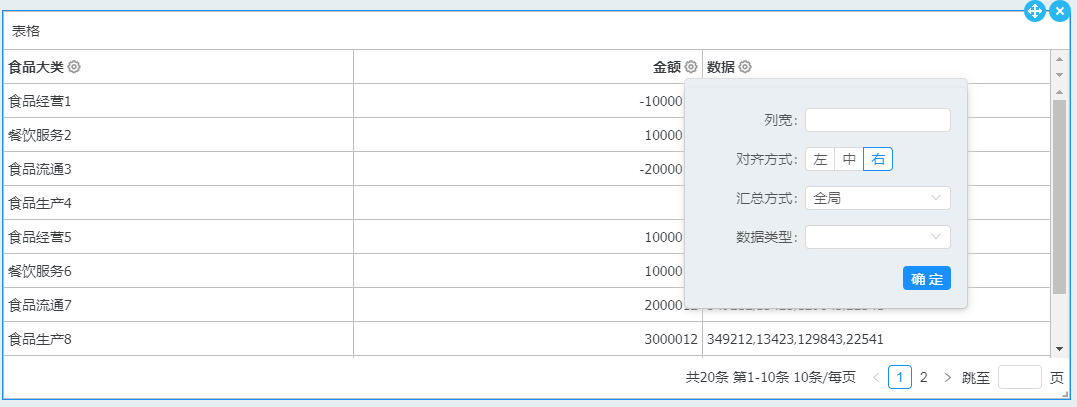 表格
食品大类 金额 数据
食品经营1 -10000
餐饮服务2 10000
食品流通3 -20000
食品生产4
食品经营5 10000
餐饮服务6 10000
食品流通7 2000012
食品生产8 3000012 349212,13423,129843,22541
列宽:
对齐方式: 左 中 右
汇总方式: 全局
数据类型:
确定
共20条 第1-10条 10条/每页 < 1 2 > 跳至 页